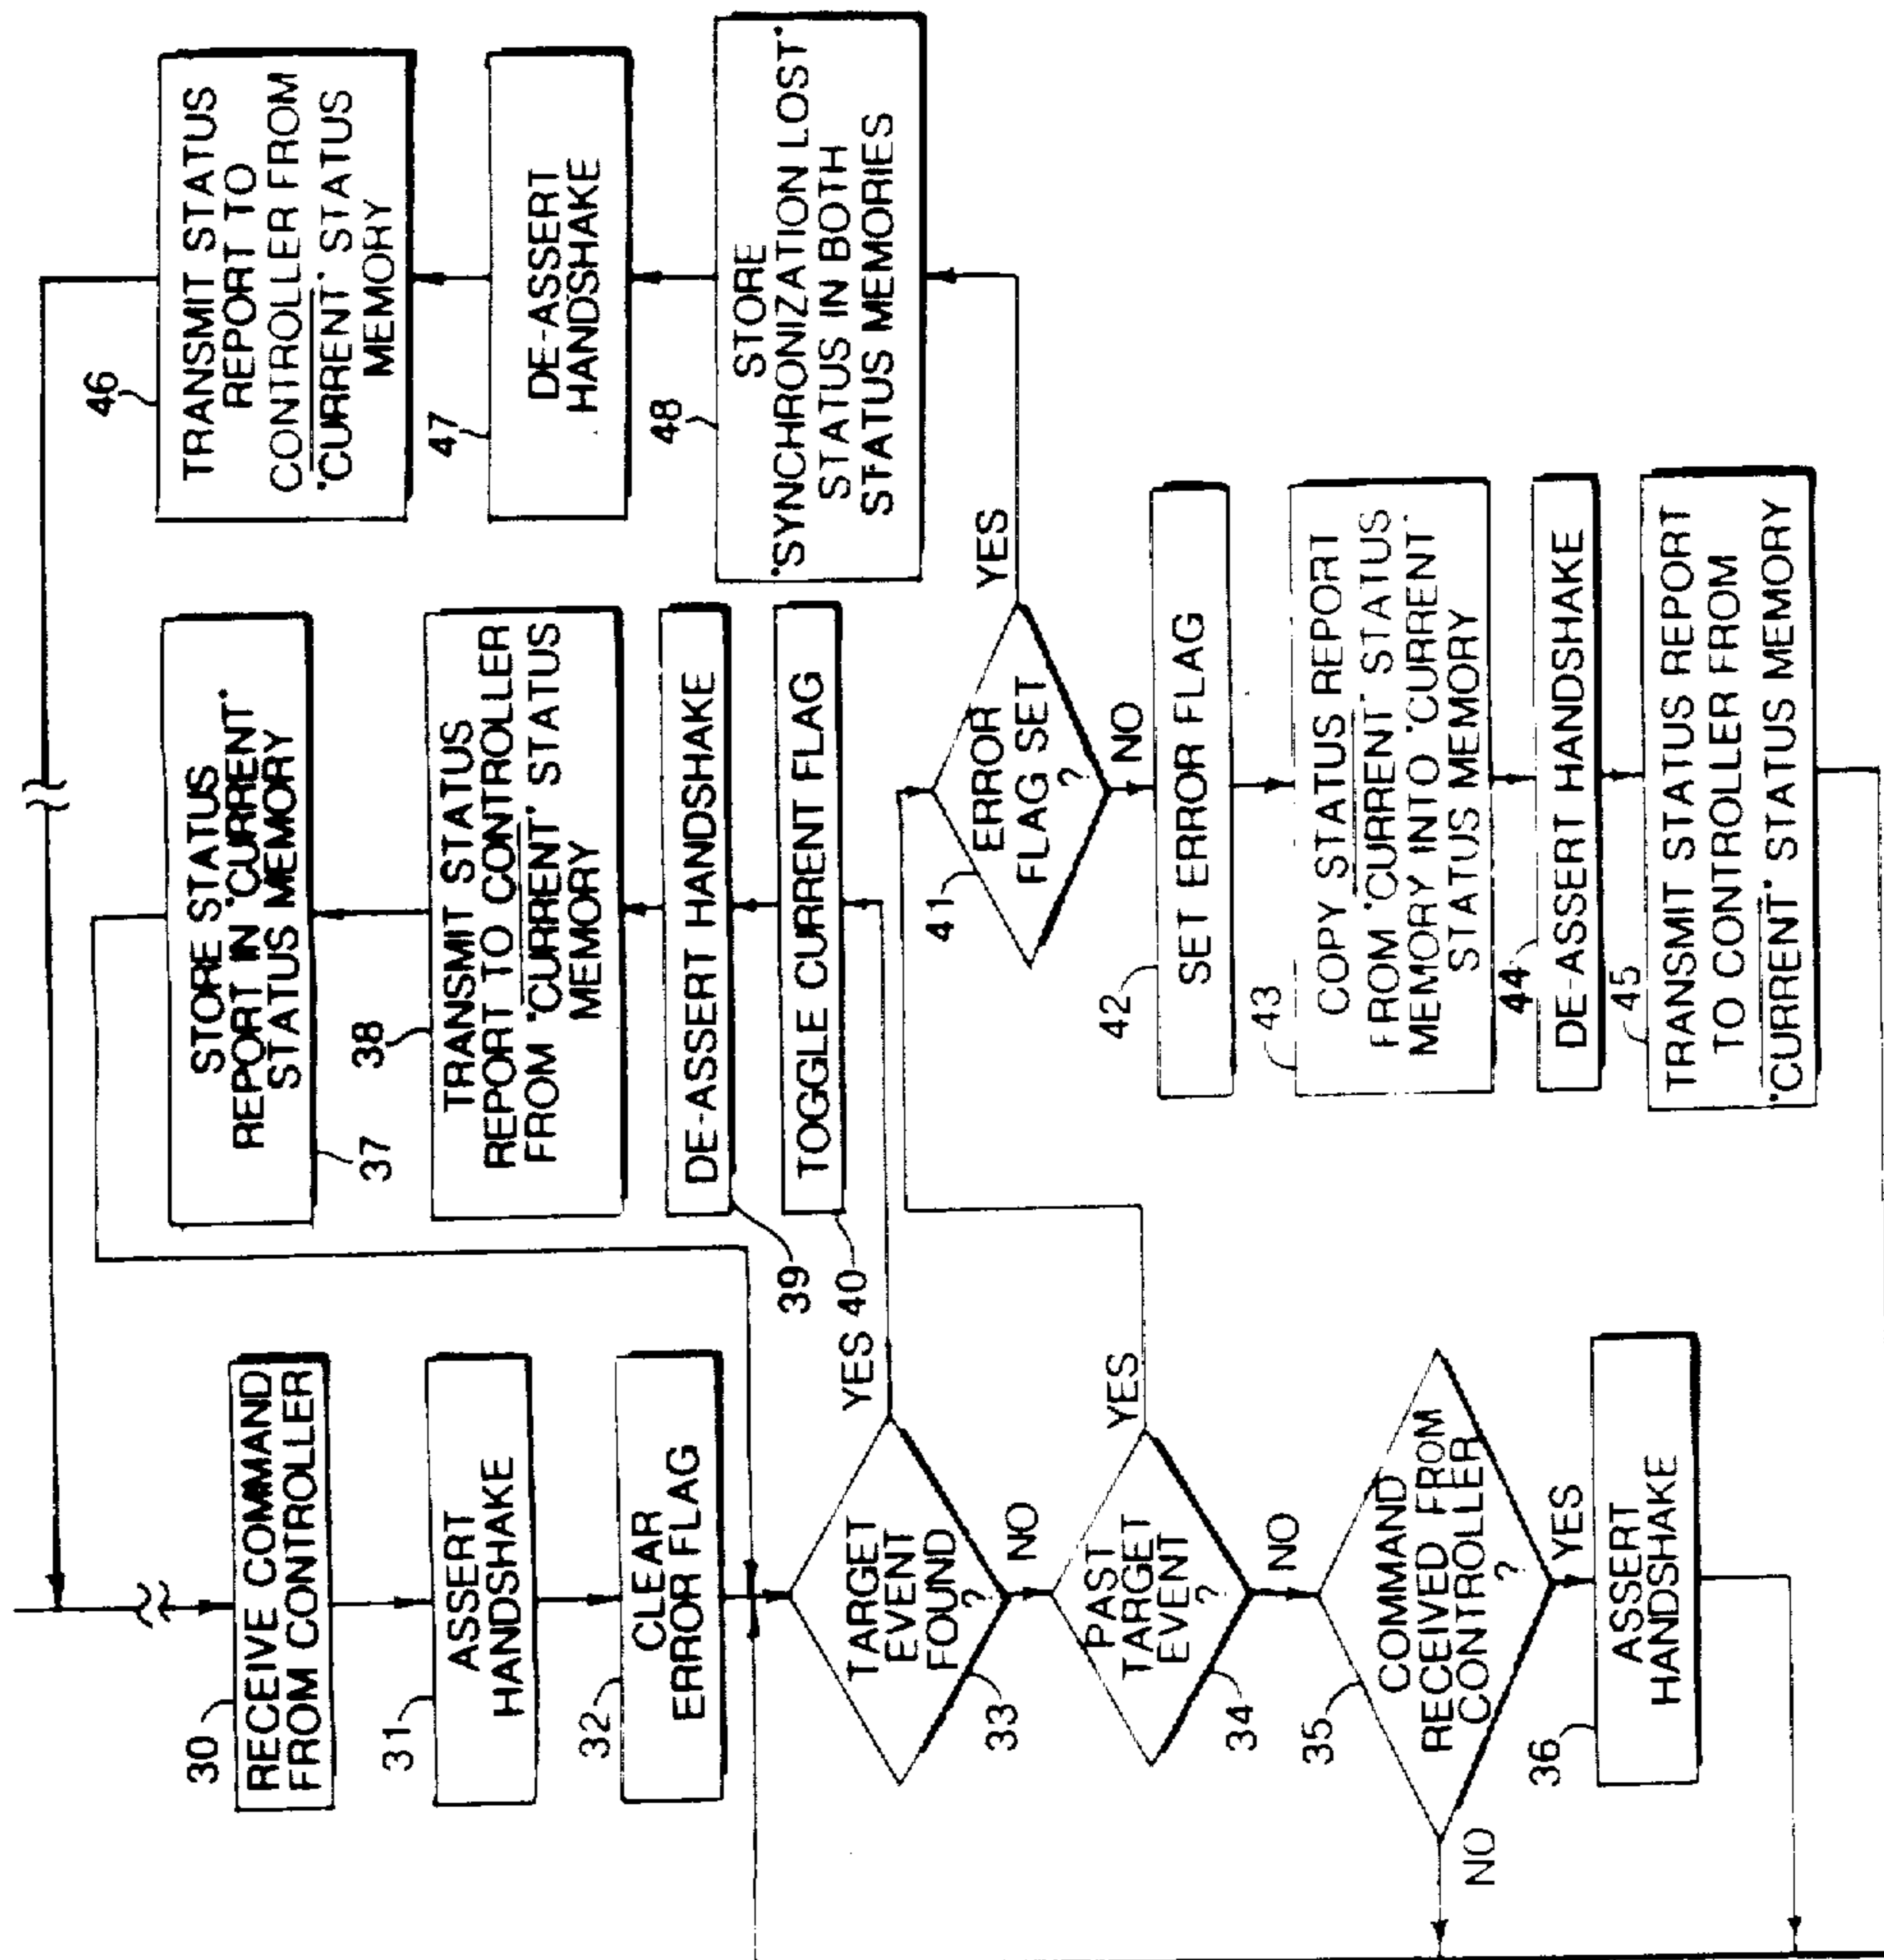 30
RECEIVE COMMAND
FROM CONTROLLER
31
ASSERT
HANDSHAKE
32
CLEAR
ERROR FLAG
TARGET
EVENT
FOUND
?
33
YES
NO
PAST
TARGET
EVENT
?
34
YES
NO
35
COMMAND
RECEIVED FROM
CONTROLLER
?
NO
YES
36
ASSERT
HANDSHAKE
STORE STATUS
REPORT IN "CURRENT"
STATUS MEMORY
37
38
TRANSMIT STATUS
REPORT TO CONTROLLER
FROM "CURRENT" STATUS
MEMORY
DE-ASSERT HANDSHAKE
39
TOGGLE CURRENT FLAG
40
41
ERROR
FLAG SET
?
YES
NO
42
SET ERROR FLAG
43
COPY STATUS REPORT
FROM "CURRENT" STATUS
MEMORY INTO "CURRENT"
STATUS MEMORY
44
DE-ASSERT HANDSHAKE
45
TRANSMIT STATUS REPORT
TO CONTROLLER FROM
"CURRENT" STATUS MEMORY
46
TRANSMIT STATUS
REPORT TO
CONTROLLER FROM
"CURRENT" STATUS
MEMORY
47
DE-ASSERT
HANDSHAKE
48
STORE
"SYNCHRONIZATION LOST"
STATUS IN BOTH
STATUS MEMORIES